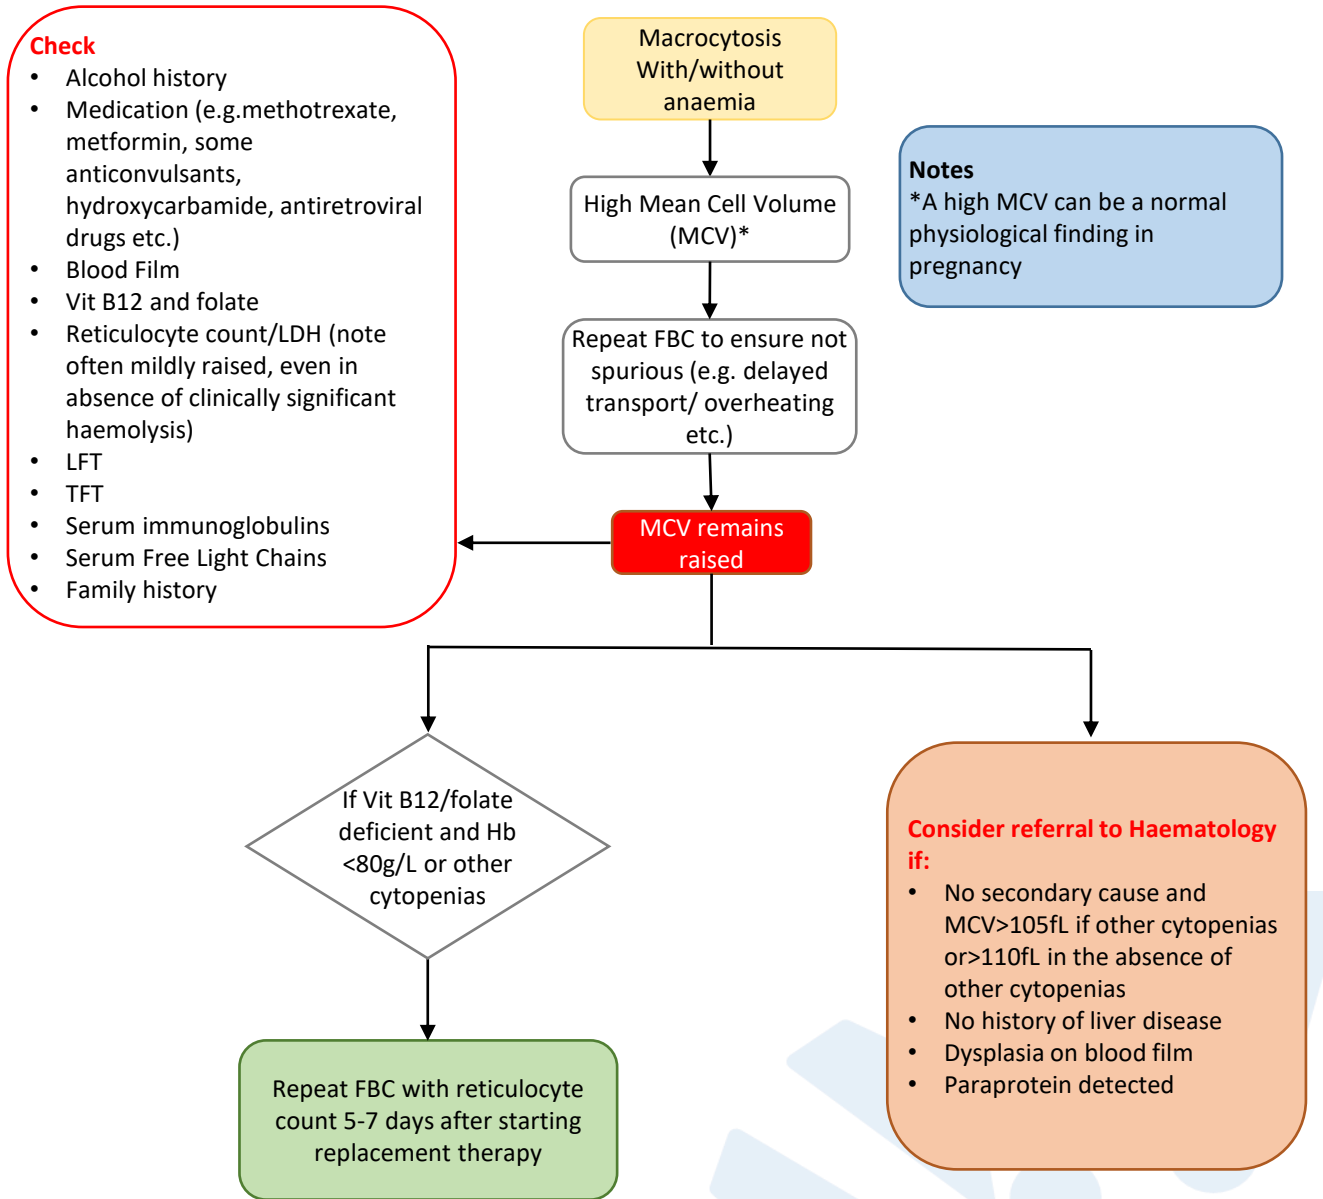 Check
• Alcohol history
• Medication (e.g.methotrexate,
metformin, some
anticonvulsants,
hydroxycarbamide, antiretroviral
drugs etc.)
• Blood Film
• Vit B12 and folate
• Reticulocyte count/LDH (note
often mildly raised, even in
absence of clinically significant
haemolysis)
• LFT
• TFT
• Serum immunoglobulins
• Serum Free Light Chains
• Family history
Macrocytosis
With/without
anaemia
High Mean Cell Volume
(MCV)*
Repeat FBC to ensure not
spurious (e.g. delayed
transport/ overheating
etc.)
MCV remains
raised
Notes
*A high MCV can be a normal
physiological finding in
pregnancy
If Vit B12/folate
deficient and Hb
<80g/L or other
cytopenias
Repeat FBC with reticulocyte
count 5-7 days after starting
replacement therapy
Consider referral to Haematology
if:
• No secondary cause and
MCV>105fL if other cytopenias
or>110fL in the absence of
other cytopenias
• No history of liver disease
• Dysplasia on blood film
• Paraprotein detected